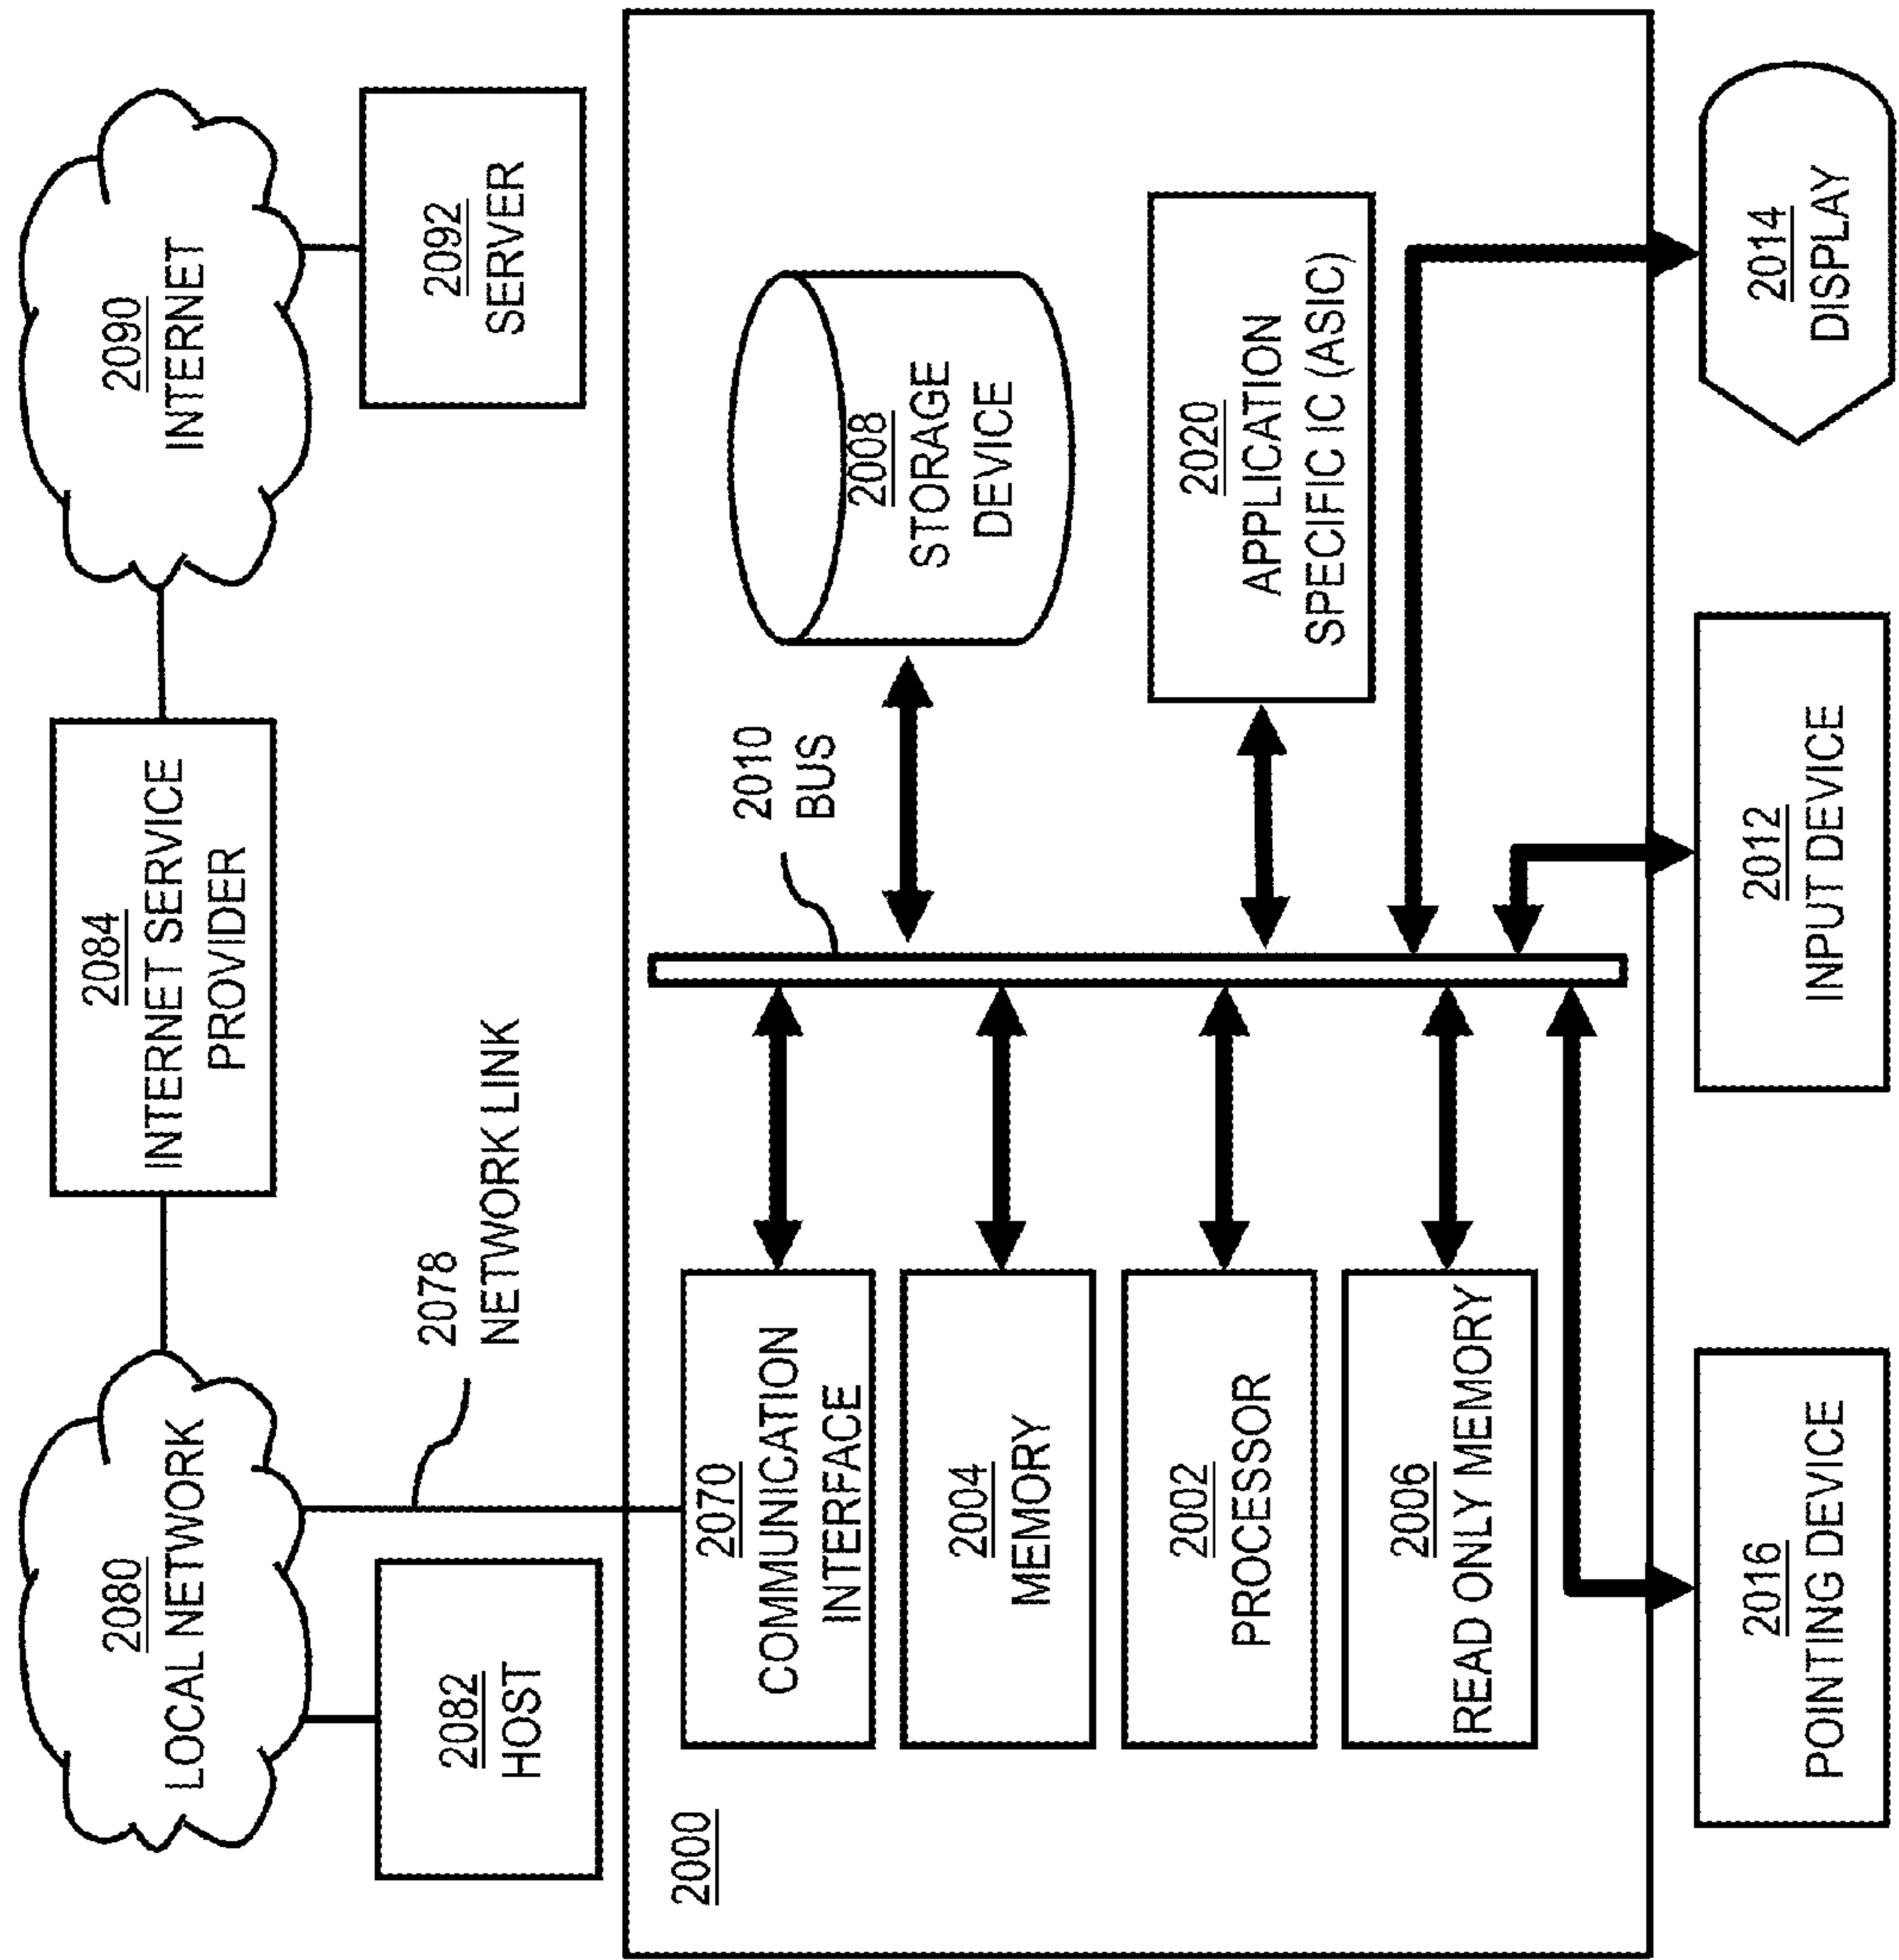 2080
LOCAL NETWORK
2084
INTERNET SERVICE
PROVIDER
2090
INTERNET
2082
HOST
2078
NETWORK LINK
2092
SERVER
2000
2070
COMMUNICATION
INTERFACE
2010
BUS
2008
STORAGE
DEVICE
2004
MEMORY
2002
PROCESSOR
2020
APPLICATION
SPECIFIC IC (ASIC)
2006
READ ONLY MEMORY
2016
POINTING DEVICE
2012
INPUT DEVICE
2014
DISPLAY